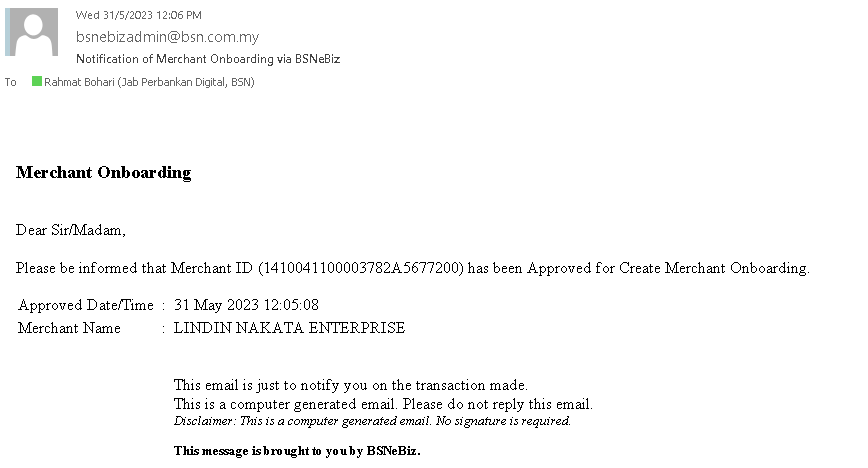 Wed 31/5/2023 12:06 PM
bsnebizadmin@bsn.com.my
Notification of Merchant Onboarding via BSNeBiz
To Rahmat Bohari (Jab Perbankan Digital, BSN)
Merchant Onboarding
Dear Sir/Madam,
Please be informed that Merchant ID (1410041100003782A5677200) has been Approved for Create Merchant Onboarding.
Approved Date/Time : 31 May 2023 12:05:08
Merchant Name : LINDIN NAKATA ENTERPRISE
This email is just to notify you on the transaction made.
This is a computer generated email. Please do not reply this email.
Disclaimer: This is a computer generated email. No signature is required.
This message is brought to you by BSNeBiz.